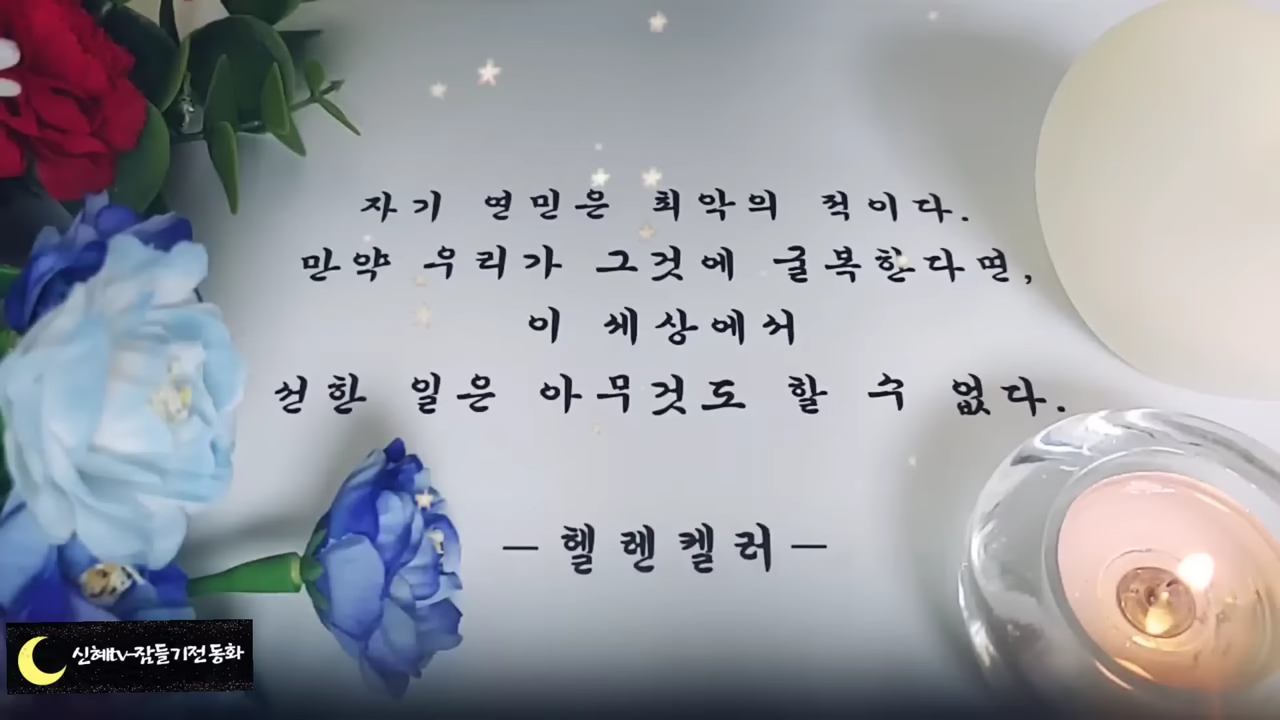 자기 연민은 최악의 적이다.
만약 우리가 그것에 굴복한다면,
이 세상에서
선한 일은 아무것도 할 수 없다.
- 헬렌켈러 -
신혜tv-잠들기전 동화